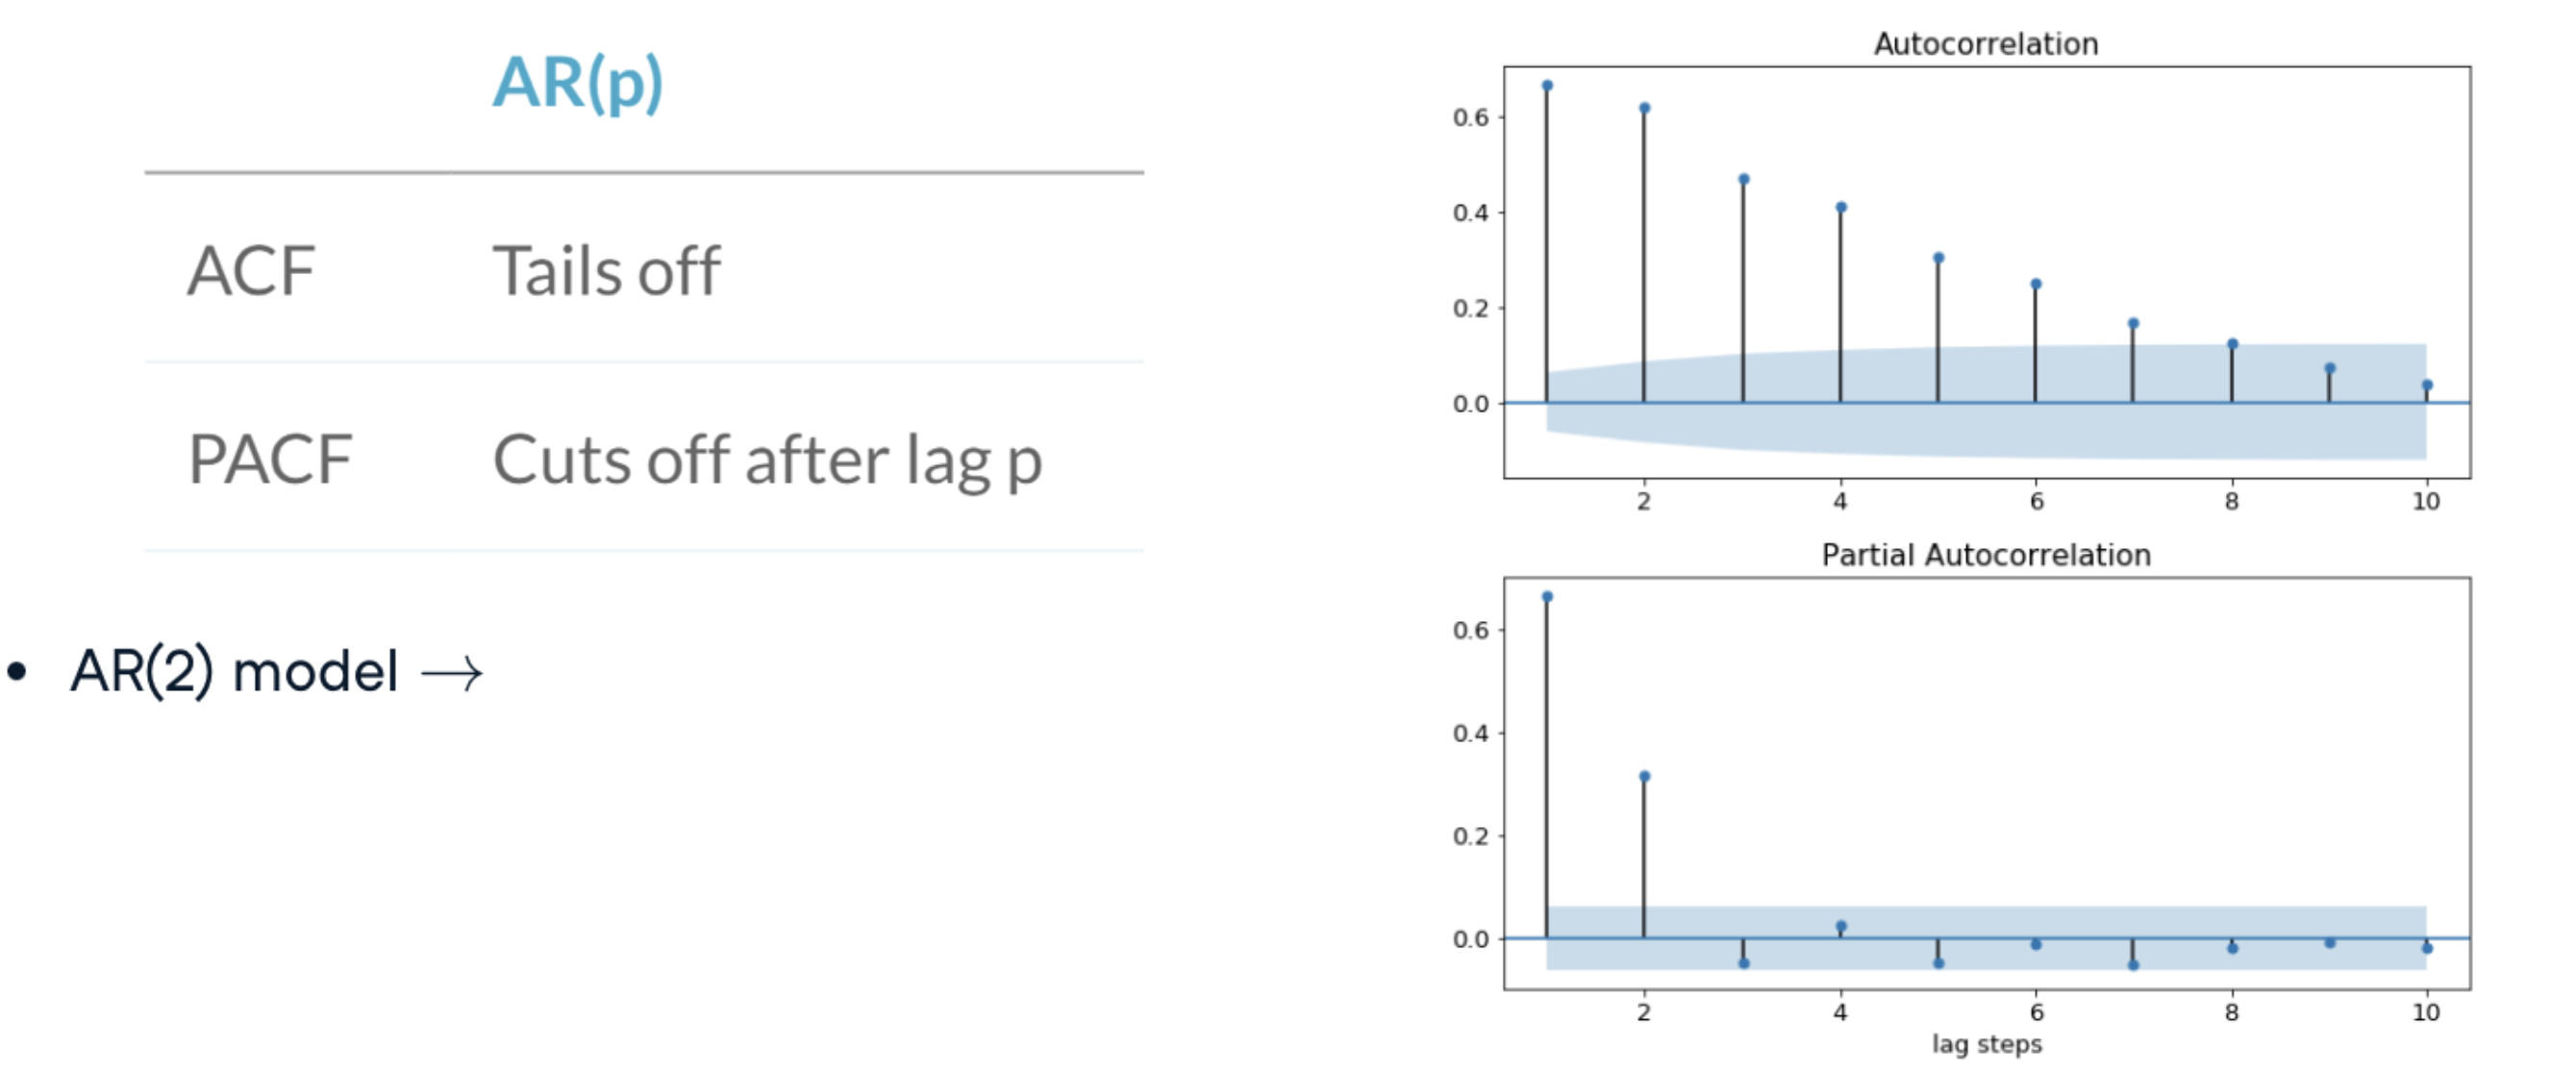 AR(p)
ACF Tails off
PACF Cuts off after lag p
• AR(2) model →
Autocorrelation
0.6
0.4
0.2
0.0
2 4 6 8 10
Partial Autocorrelation
0.6
0.4
0.2
0.0
2 4 6 8 10
lag steps